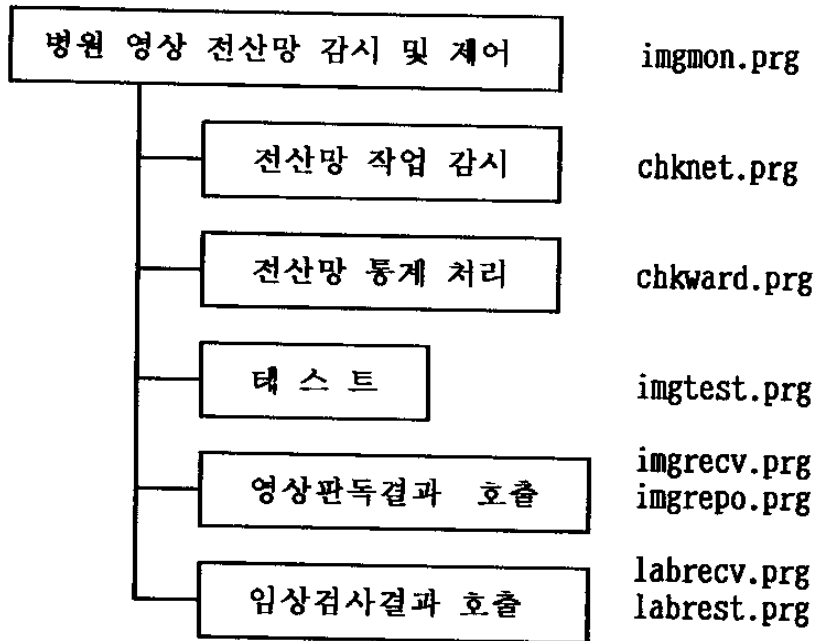 병원 영상 전산망 감시 및 제어 imgmon.prg
전산망 작업 감시 chknet.prg
전산망 통계 처리 chkward.prg
테 스 트 imgtest.prg
영상판독결과 호출 imgrecv.prg
imgrepo.prg
임상검사결과 호출 labrecv.prg
labrest.prg